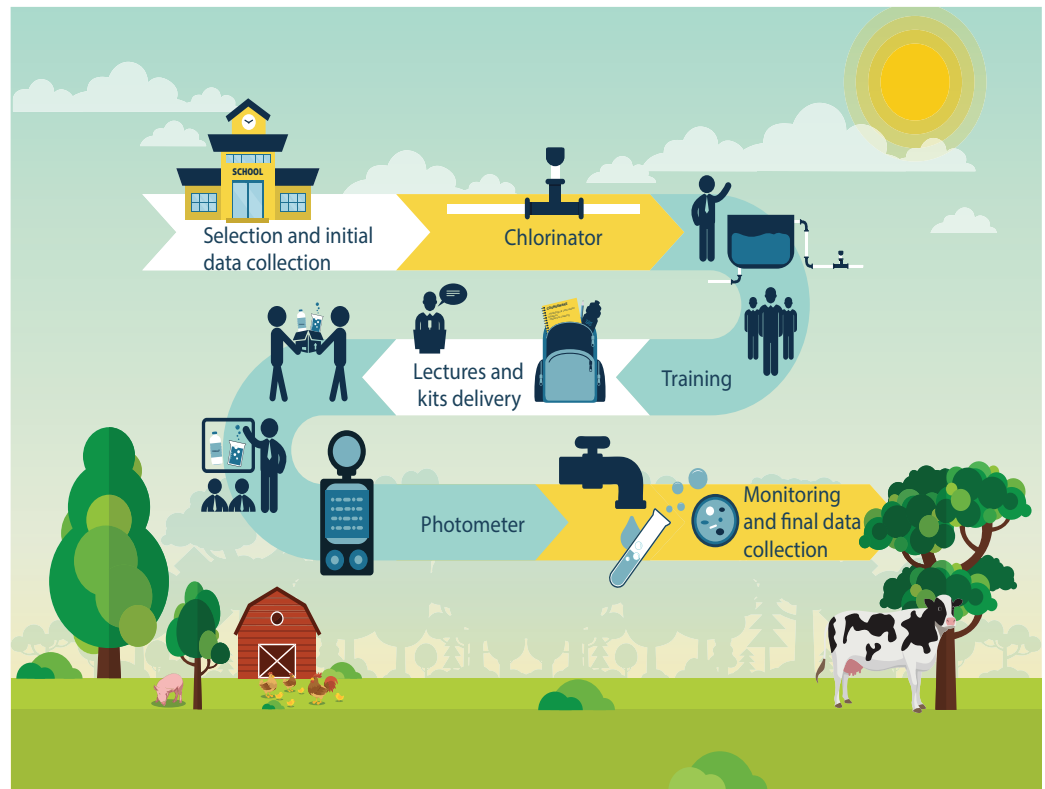 SCHOOL
Selection and initial
data collection
Chlorinator
Training
Lectures and
kits delivery
Photometer
Monitoring
and final data
collection